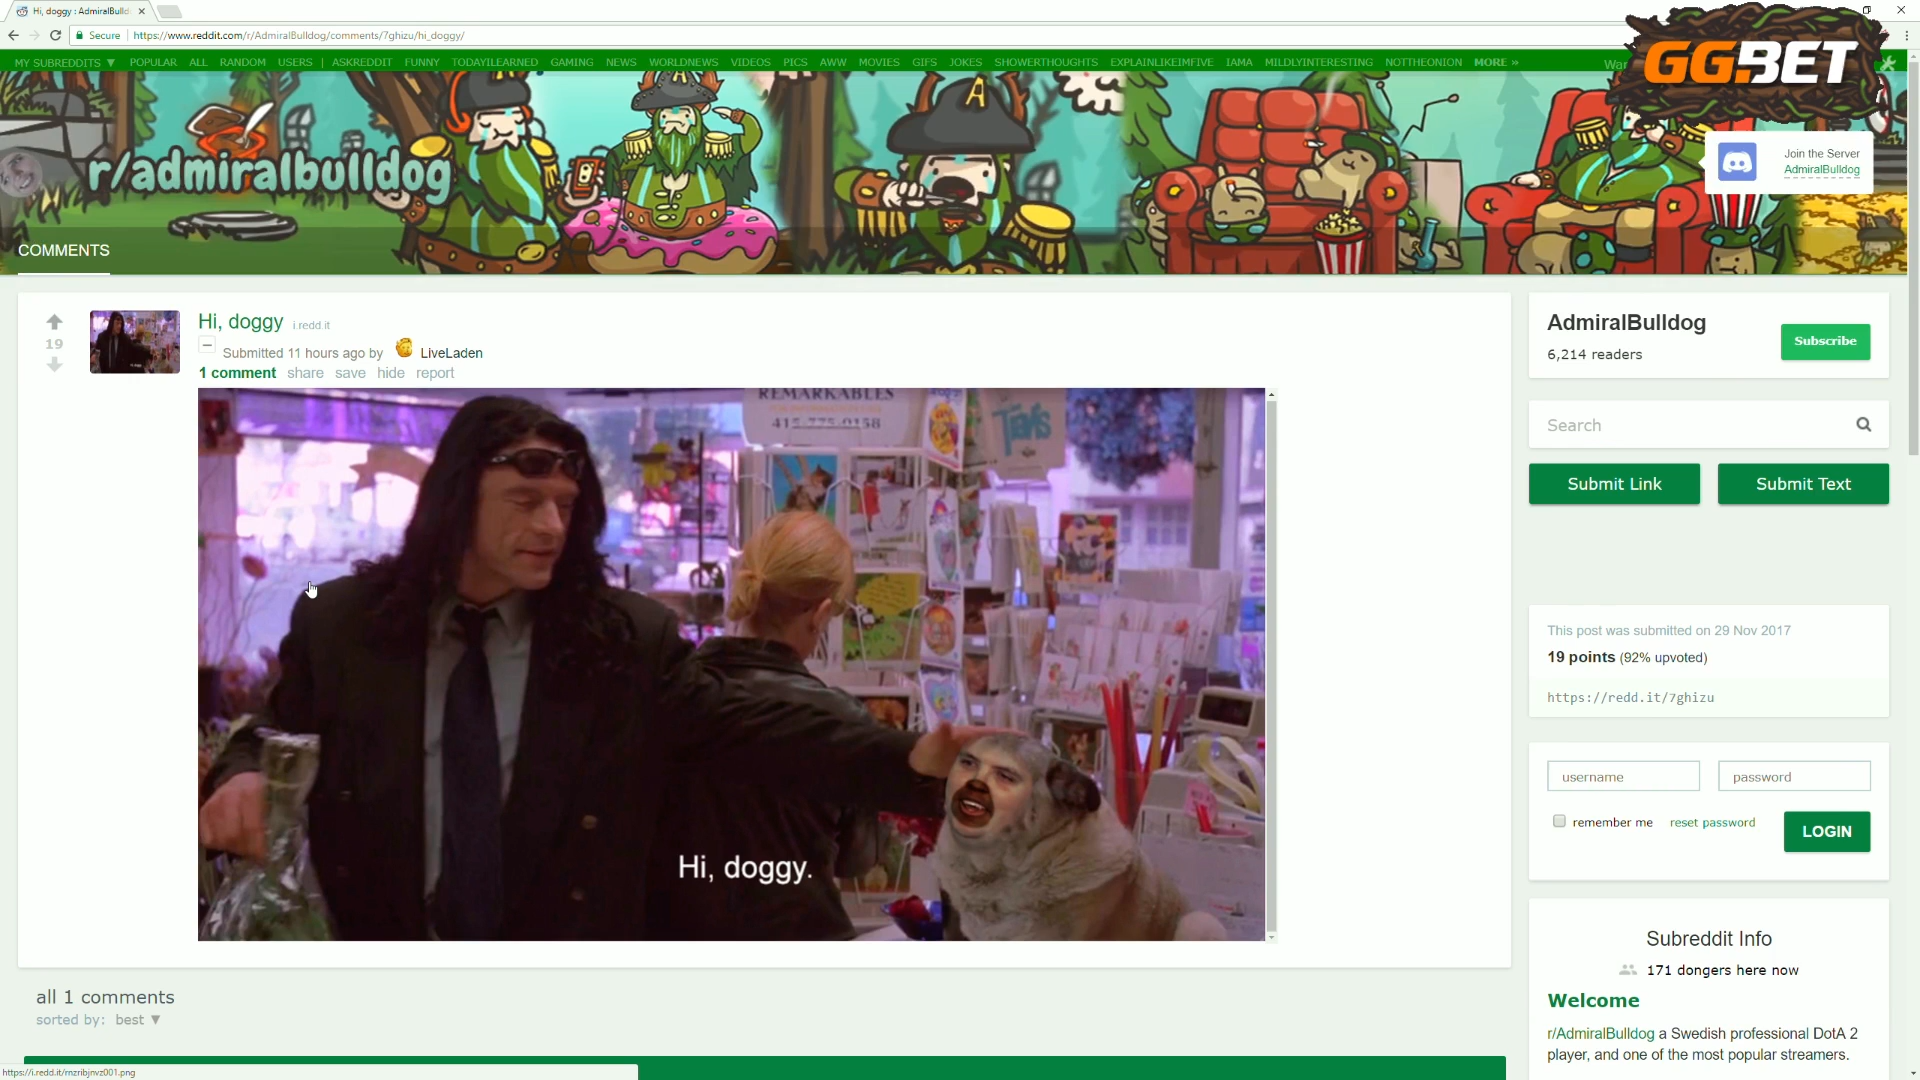 Hi, doggy : AdmiralBulld
Secure
https://www.reddit.com/r/AdmiralBulldog/comments/7ghizu/hi_doggy/
MY SUBREDDITS ▼ POPULAR ALL RANDOM USERS | ASKREDDIT FUNNY TODAYILEARNED GAMING NEWS WORLDNEWS VIDEOS PICS AWW MOVIES GIFS JOKES SHOWERTHOUGHTS EXPLAINLIKEIMFIVE IAMA MILDLYINTERESTING NOTTHEONION MORE »
GG.BET
r/admiralbulldog
A
Join the Server
AdmiralBulldog
COMMENTS
19
Hi, doggy i.redd.it
Submitted 11 hours ago by LiveLaden
1 comment share save hide report
REMARKABLES
Hi, doggy.
AdmiralBulldog
6,214 readers
Subscribe
Search
Submit Link
Submit Text
This post was submitted on 29 Nov 2017
19 points (92% upvoted)
https://redd.it/7ghizu
username
password
remember me reset password
LOGIN
Subreddit Info
171 dongers here now
Welcome
r/AdmiralBulldog a Swedish professional DotA 2
player, and one of the most popular streamers.
all 1 comments
sorted by: best ▼